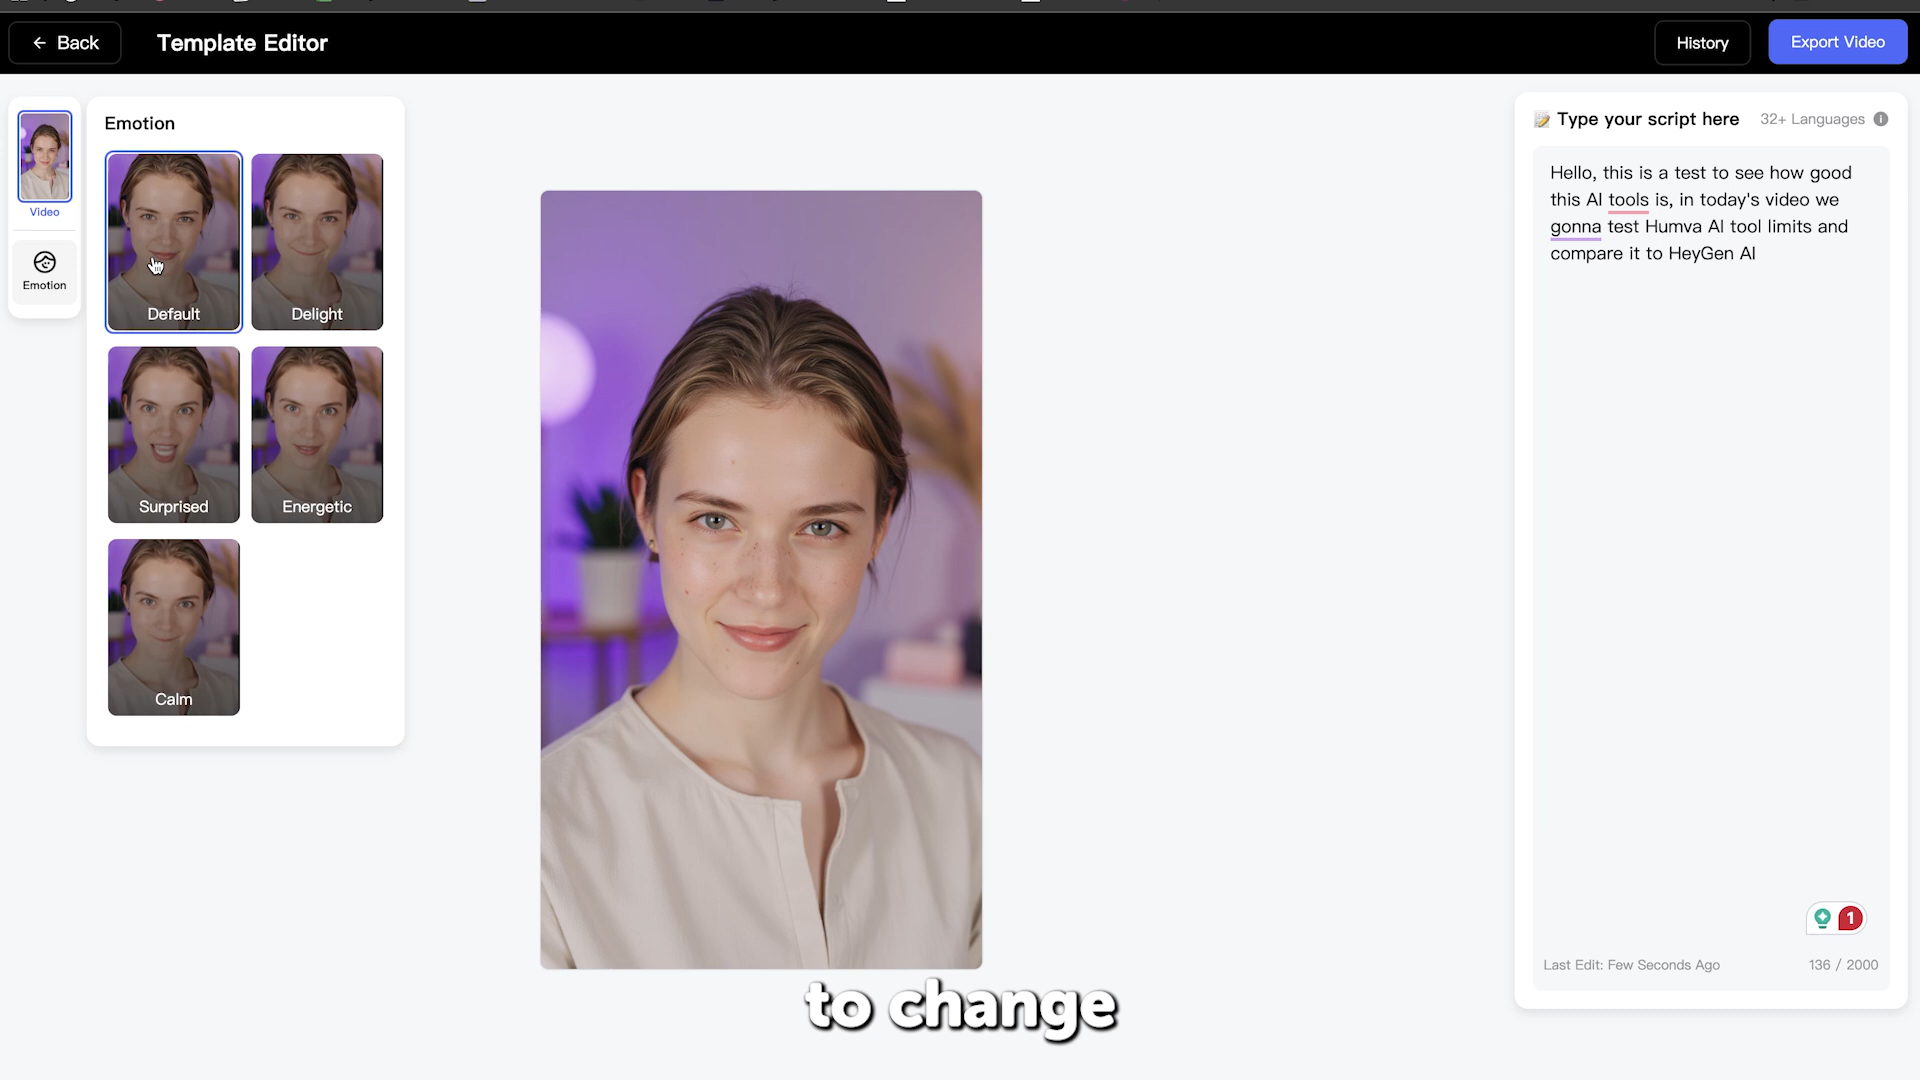 Back
Template Editor
History
Export Video
Video
Emotion
Emotion
Default
Delight
Surprised
Energetic
Calm
Type your script here
32+ Languages
Hello, this is a test to see how good
this AI tools is, in today's video we
gonna test Humva AI tool limits and
compare it to HeyGen AI
1
Last Edit: Few Seconds Ago
136 / 2000
to change